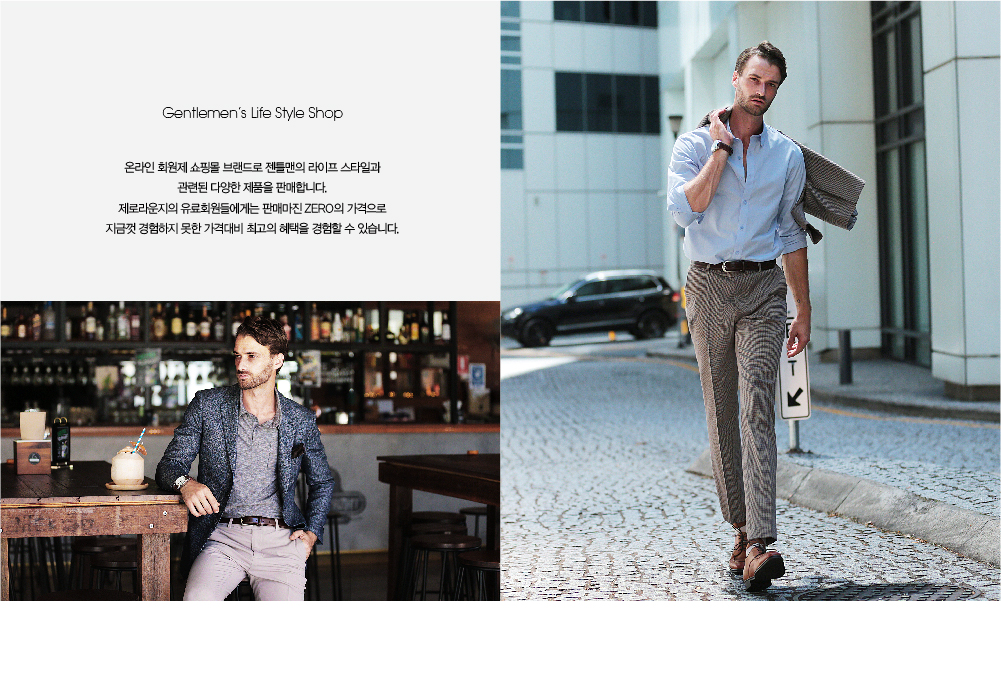 Gentlemen's Life Style Shop
온라인 회원제 쇼핑몰 브랜드로 젠틀맨의 라이프 스타일과
관련된 다양한 제품을 판매합니다.
제로라운지의 유료회원들에게는 판매마진 ZERO의 가격으로
지금껏 경험하지 못한 가격대비 최고의 혜택을 경험할 수 있습니다.
T